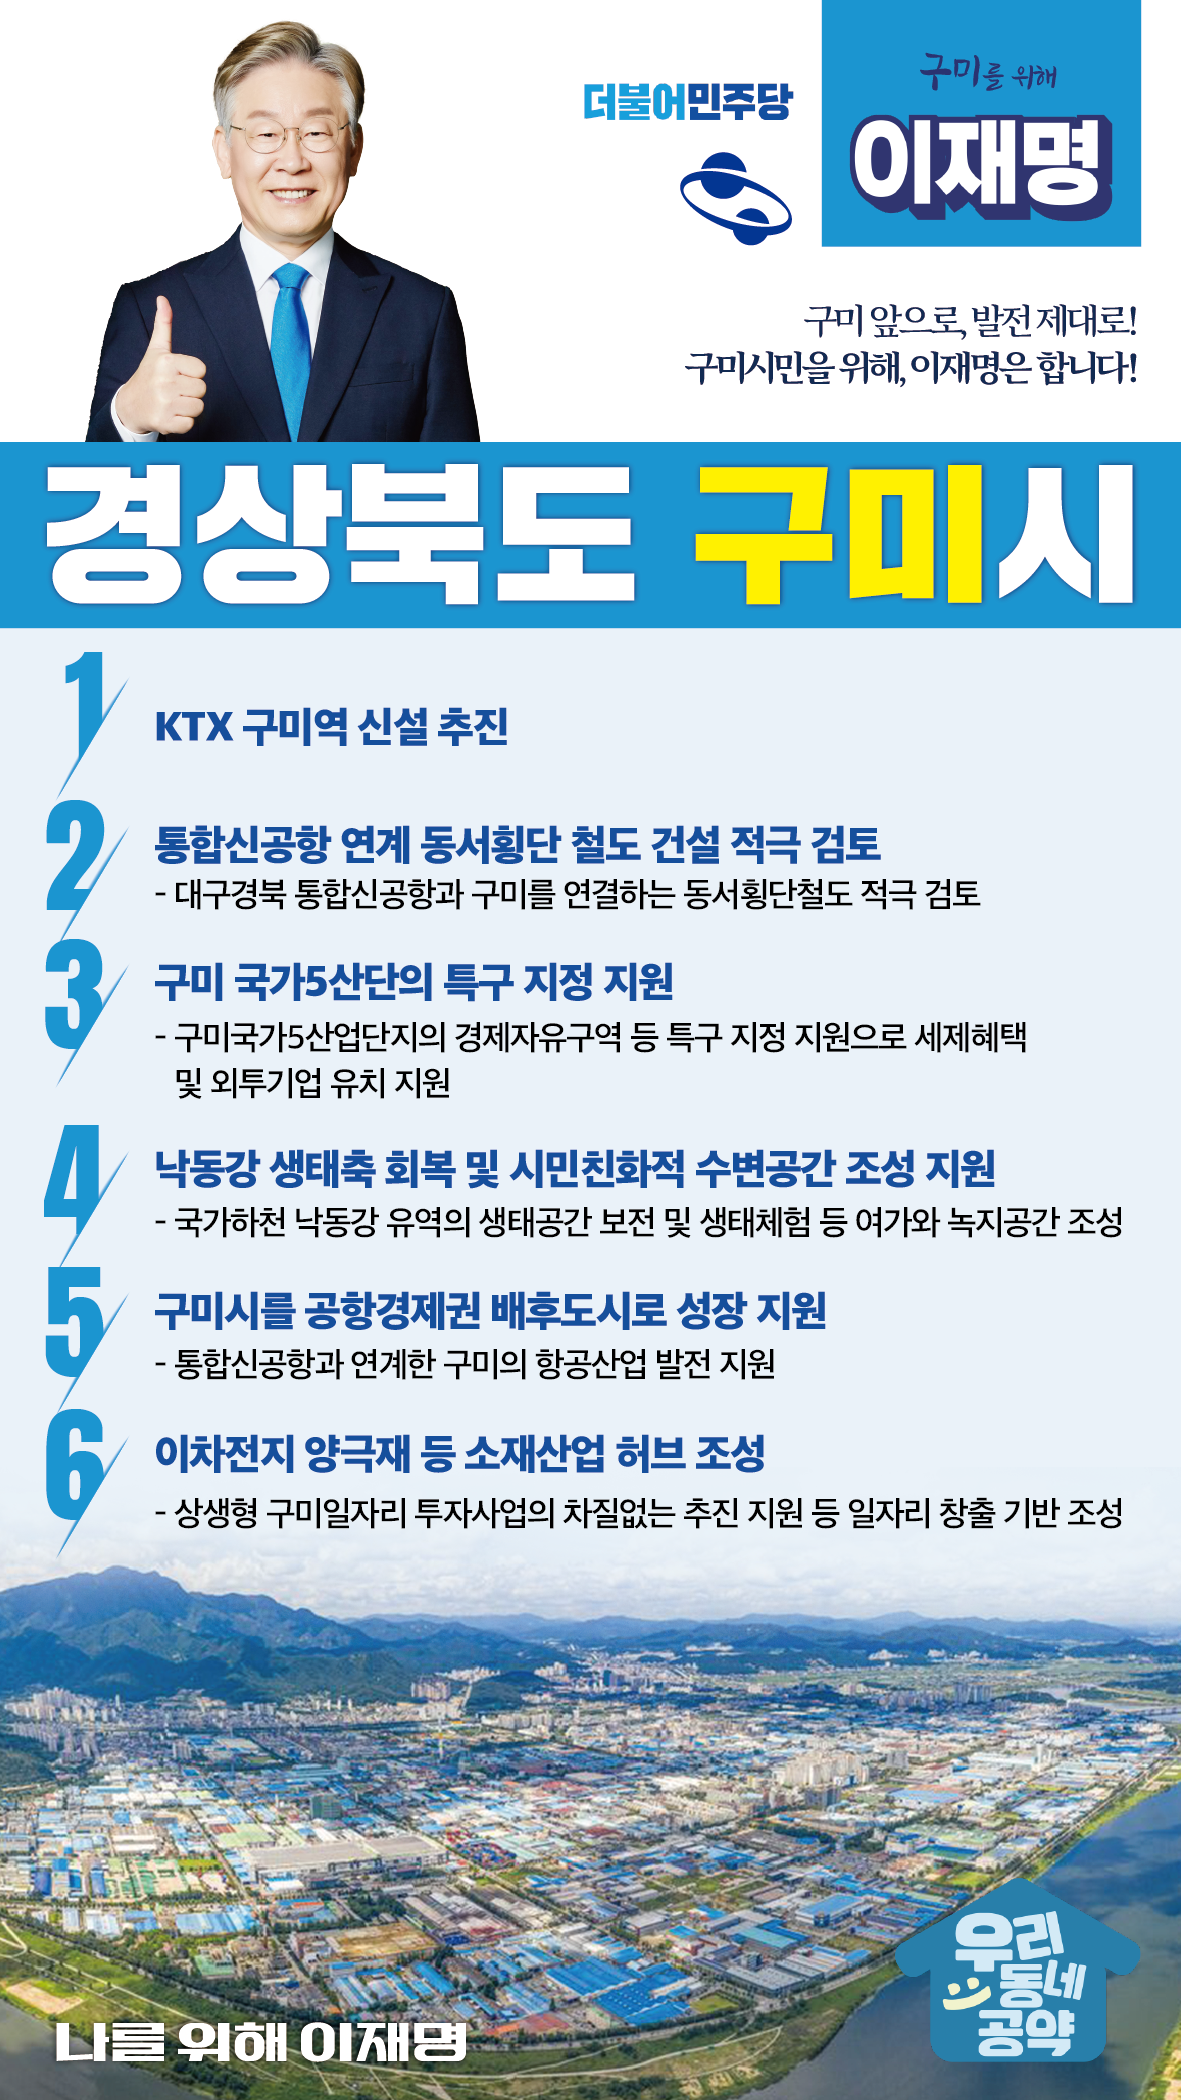 더불어민주당
구미를 위해
이재명
구미 앞으로, 발전 제대로!
구미시민을 위해, 이재명은 합니다!
경상북도 구미시
1
KTX 구미역 신설 추진
2
통합신공항 연계 동서횡단 철도 건설 적극 검토
- 대구경북 통합신공항과 구미를 연결하는 동서횡단철도 적극 검토
3
구미 국가5산단의 특구 지정 지원
- 구미국가5산업단지의 경제자유구역 등 특구 지정 지원으로 세제혜택
및 외투기업 유치 지원
4
낙동강 생태축 회복 및 시민친화적 수변공간 조성 지원
- 국가하천 낙동강 유역의 생태공간 보전 및 생태체험 등 여가와 녹지공간 조성
5
구미시를 공항경제권 배후도시로 성장 지원
- 통합신공항과 연계한 구미의 항공산업 발전 지원
6
이차전지 양극재 등 소재산업 허브 조성
- 상생형 구미일자리 투자사업의 차질없는 추진 지원 등 일자리 창출 기반 조성
우리
동네
공약
나를 위해 이재명